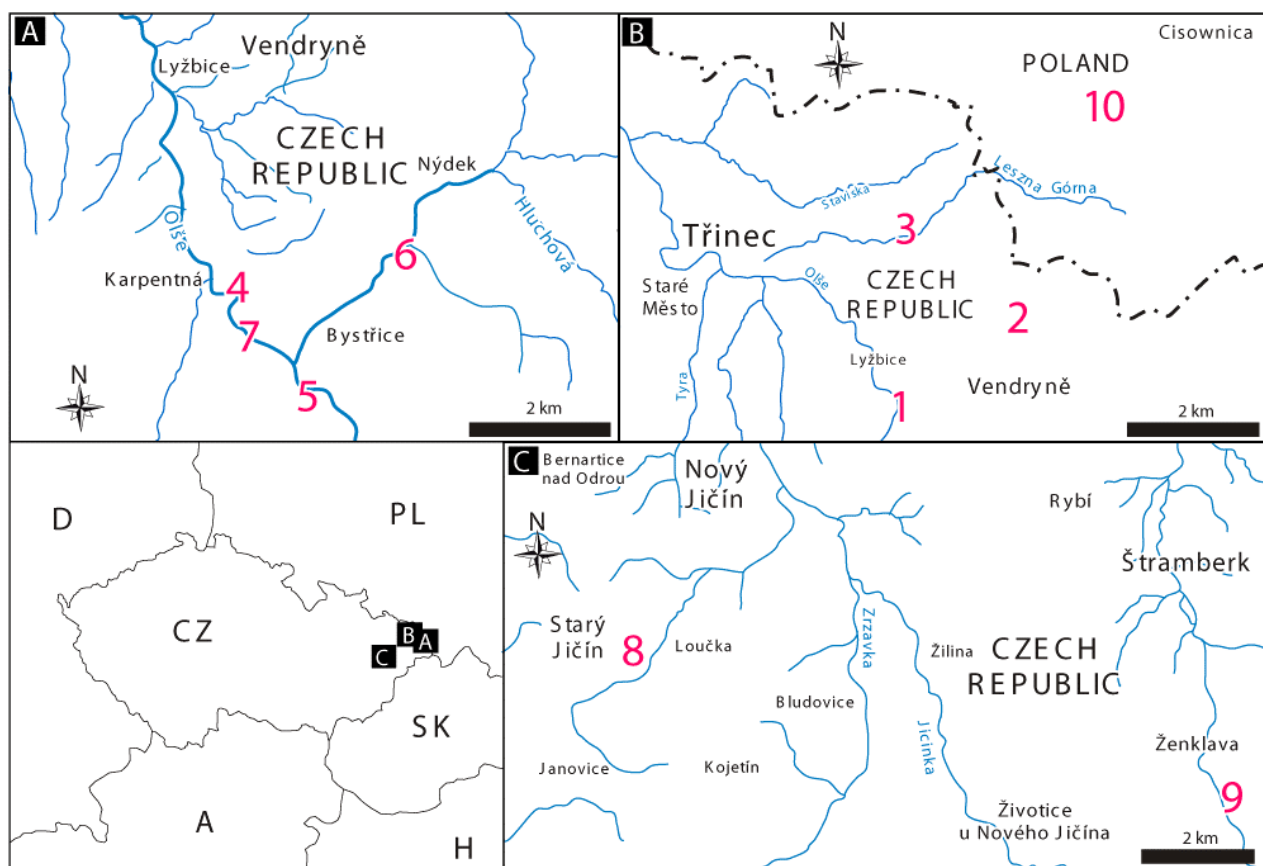 A
Vendryně
Lyžbice
CZECH
REPUBLIC
Nýdek
Hluchová
Olše
6
Karpentná
4
7
Bystřice
N
5
2 km
B
N
Cisownica
POLAND
10
Leszna Górna
Staviska
3
Třinec
Olše
Staré
Město
CZECH
REPUBLIC
2
Lyžbice
Tyra
Vendryně
1
2 km
D
PL
CZ
B
A
C
SK
A
H
C
Bernartice
nad Odrou
Nový
Jičín
N
Rybí
Štramberk
Starý
Jičín
8
Loučka
Zrzavka
Žilina
CZECH
REPUBLIC
Bludovice
Jicinka
Ženklava
Janovice
Kojetín
9
Životice
u Nového Jičína
2 km